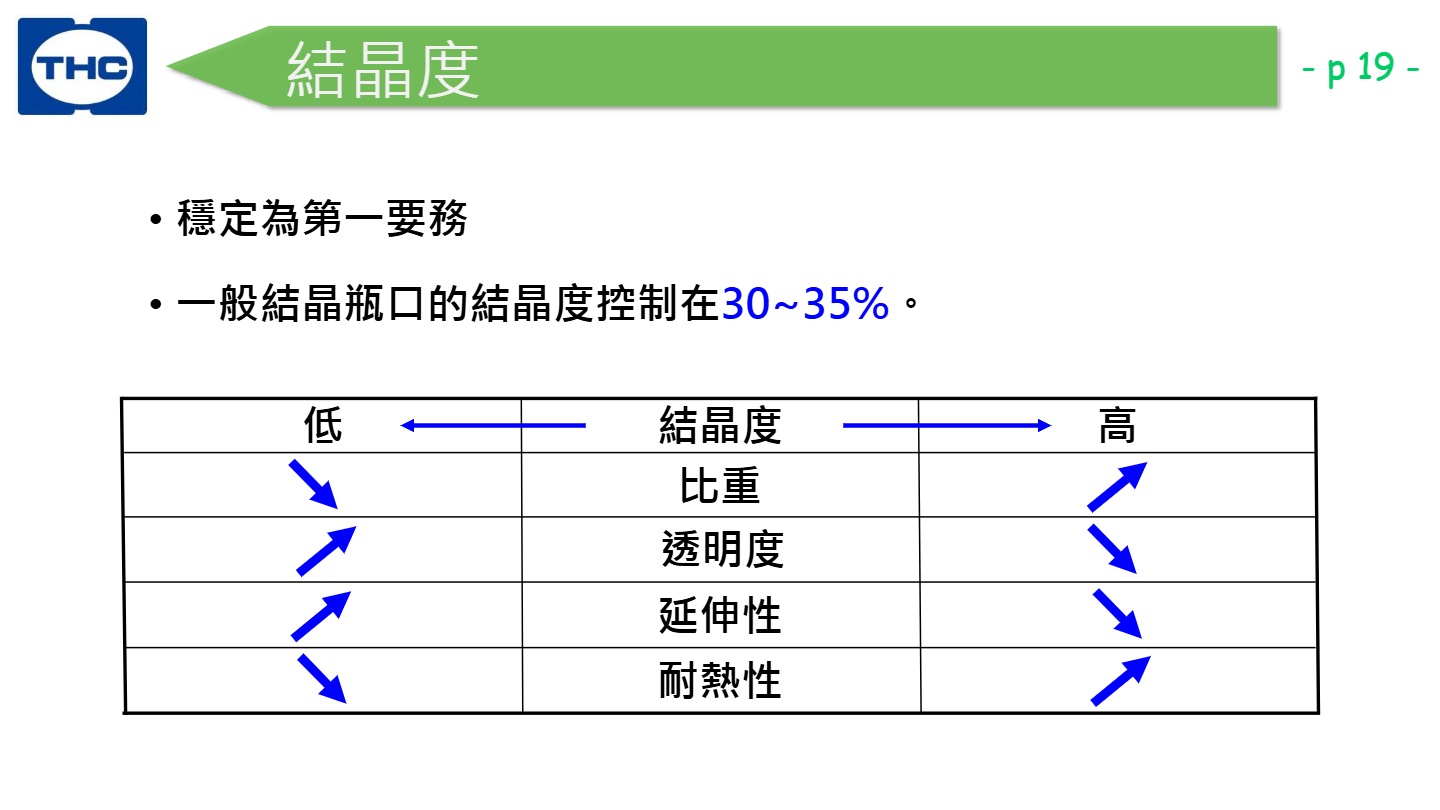 THC
結晶度
- p 19 -
• 穩定為第一要務
• 一般結晶瓶口的結晶度控制在30~35%。
低 結晶度 高
比重
透明度
延伸性
耐熱性